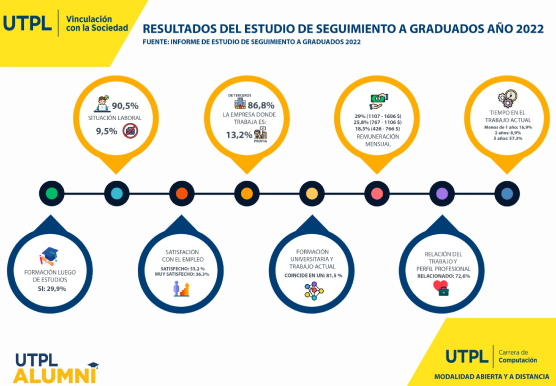 UTPL
Vinculación
con la Sociedad
RESULTADOS DEL ESTUDIO DE SEGUIMIENTO A GRADUADOS AÑO 2022
FUENTE: INFORME DE ESTUDIO DE SEGUIMIENTO A GRADUADOS 2022
90,5%
SITUACIÓN LABORAL
9,5%
DE TERCEROS
86,8%
LA EMPRESA DONDE
TRABAJA ES:
13,2%
PROPIA
29% (1107 - 1606 $)
25,8% (767 - 1106 $)
18,5% (426 - 766 $)
REMUNERACIÓN
MENSUAL
TIEMPO EN EL
TRABAJO ACTUAL
Menos de 1 año: 16,9%
2 años: 8,9%
5 años: 57,3%
FORMACIÓN LUEGO
DE ESTUDIOS
SI: 29,9%
SATISFACIÓN
CON EL EMPLEO
SATISFECHO: 53,2 %
MUY SATISFECHO: 36,3%
FORMACIÓN
UNIVERSITARIA Y
TRABAJO ACTUAL
COINCIDE EN UN: 81,5 %
RELACIÓN DEL
TRABAJO Y
PERFIL PROFESIONAL
RELACIONADO: 72,6%
UTPL
ALUMNI
UTPL
Carrera de
Computación
MODALIDAD ABIERTA Y A DISTANCIA